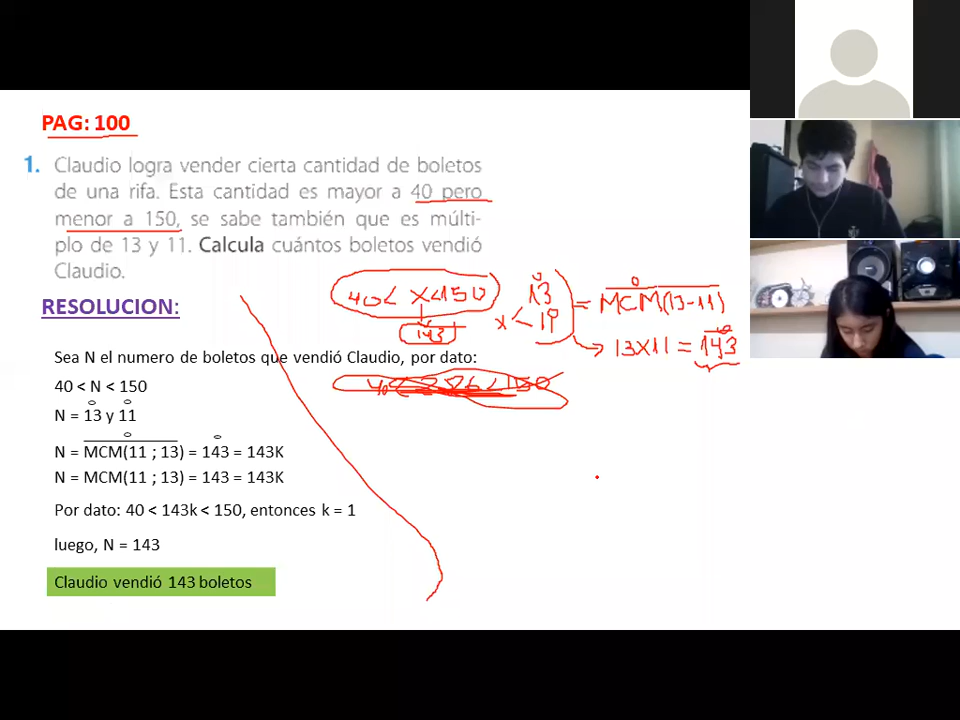 PAG: 100
1. Claudio logra vender cierta cantidad de boletos
de una rifa. Esta cantidad es mayor a 40 pero
menor a 150, se sabe también que es múlti-
plo de 13 y 11. Calcula cuántos boletos vendió
Claudio.
RESOLUCION:
40 < X < 150
143
x <
13
11
= MCM(13-11)
→ 13X11 = 143
Sea N el numero de boletos que vendió Claudio, por dato:
40 < N < 150
N = 13 y 11
N = MCM(11 ; 13) = 143 = 143K
N = MCM(11 ; 13) = 143 = 143K
Por dato: 40 < 143k < 150, entonces k = 1
luego, N = 143
Claudio vendió 143 boletos